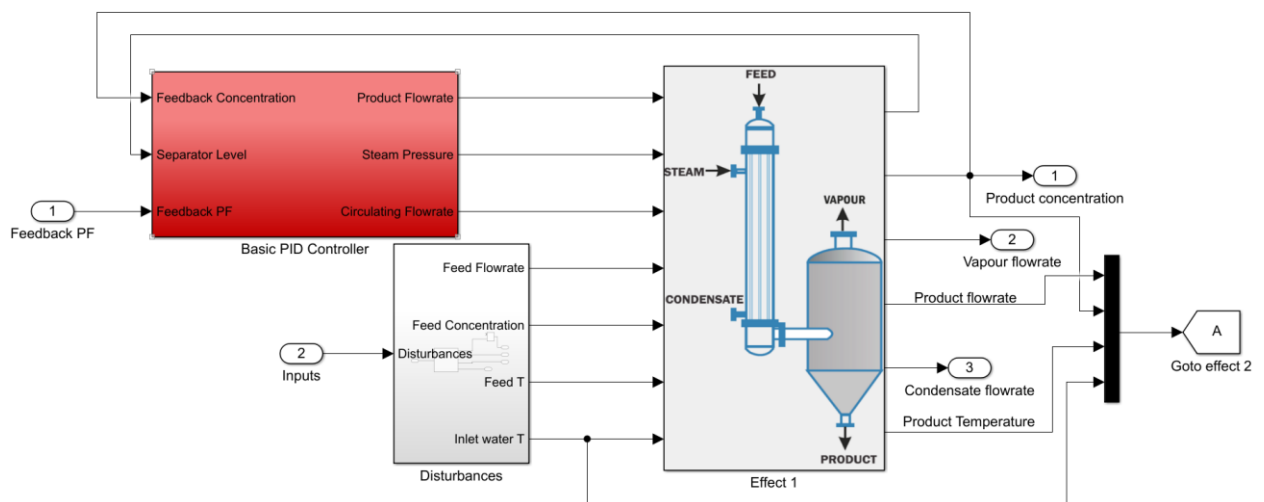 Feedback Concentration
Product Flowrate
Separator Level
Steam Pressure
1
Feedback PF
Circulating Flowrate
Feedback PF
Basic PID Controller
FEED
STEAM
VAPOUR
CONDENSATE
PRODUCT
Effect 1
1
Product concentration
2
Vapour flowrate
Product flowrate
3
Condensate flowrate
Product Temperature
A
Goto effect 2
Feed Flowrate
Feed Concentration
2
Inputs
Disturbances
Feed T
Inlet water T
Disturbances